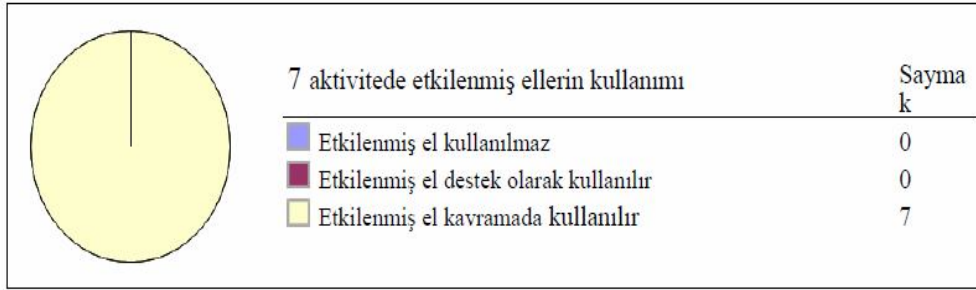 7 aktivitede etkilenmiş ellerin kullanımı Sayma
k
Etkilenmiş el kullanılmaz 0
Etkilenmiş el destek olarak kullanılır 0
Etkilenmiş el kavramada kullanılır 7